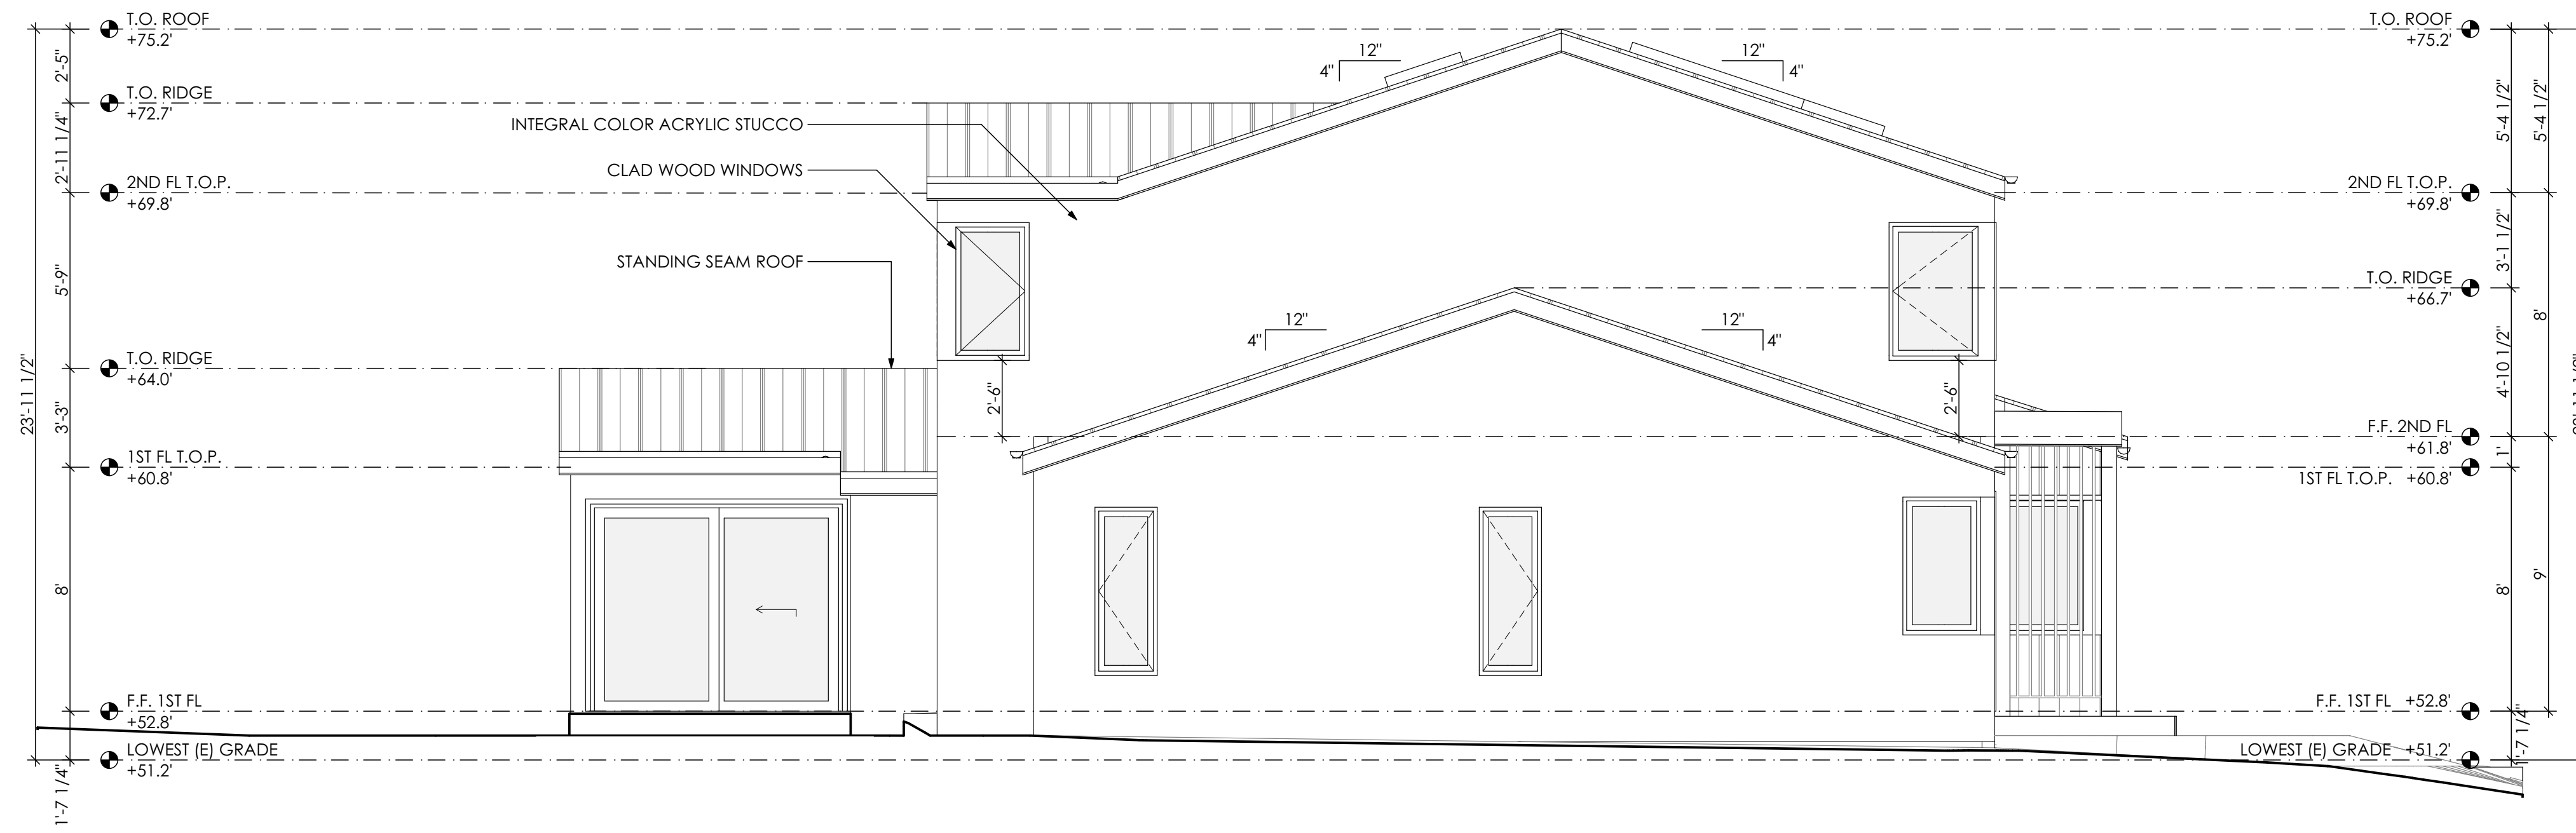 T.O. ROOF
+75.2'
T.O. RIDGE
+72.7'
2ND FL T.O.P.
+69.8'
T.O. RIDGE
+64.0'
1ST FL T.O.P.
+60.8'
F.F. 1ST FL
+52.8'
LOWEST (E) GRADE
+51.2'
23'-11 1/2"
2'-5"
2'-11 1/4"
5'-9"
3'-3"
8'
1'-7 1/4"
INTEGRAL COLOR ACRYLIC STUCCO
CLAD WOOD WINDOWS
STANDING SEAM ROOF
12"
4"
12"
4"
12"
4"
12"
4"
2'-6"
2'-6"
T.O. ROOF
+75.2'
2ND FL T.O.P.
+69.8'
T.O. RIDGE
+66.7'
F.F. 2ND FL
+61.8'
1ST FL T.O.P. +60.8'
F.F. 1ST FL +52.8'
LOWEST (E) GRADE +51.2'
5'-4 1/2"
3'-11 1/2"
4'-10 1/2"
1'
8'
1'-7 1/4"
5'-4 1/2"
8'
9'